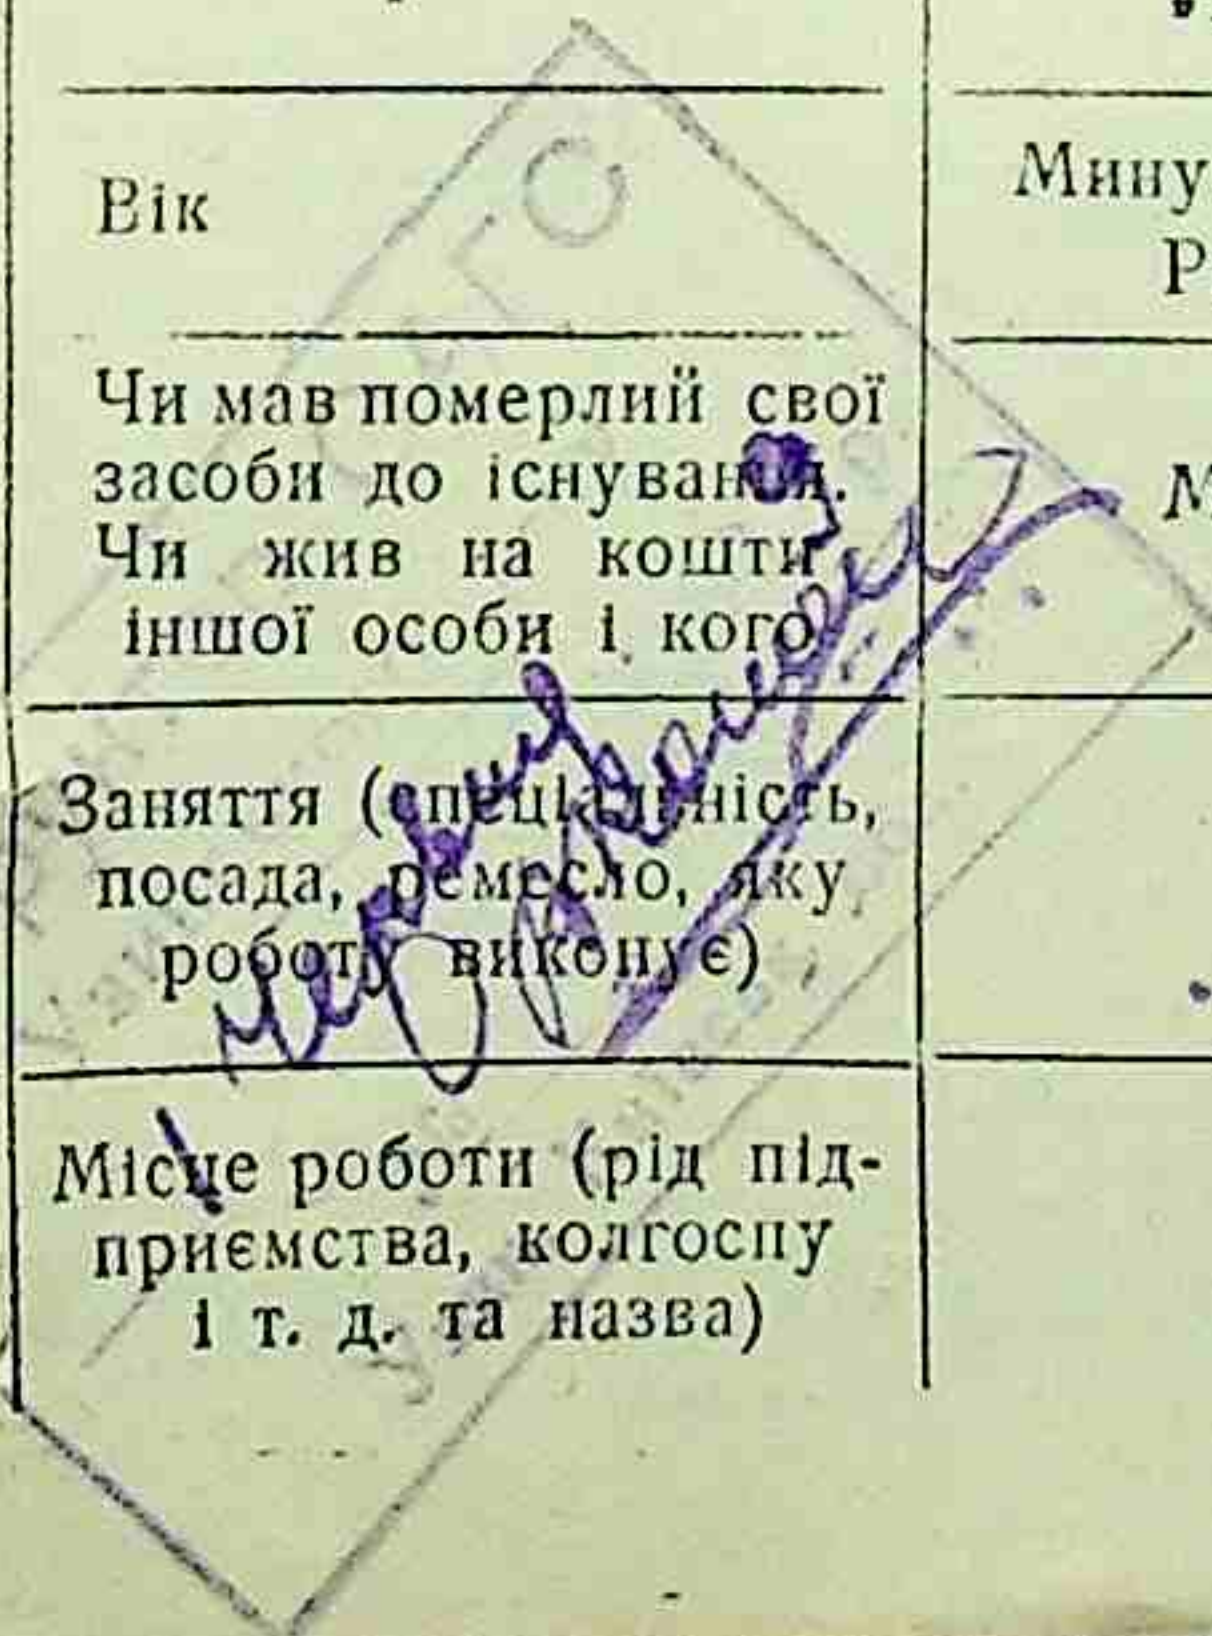 Вік
Мину
Р
Чи мав померлий свої
засоби до існування.
Чи жив на кошти
іншої особи і кого
М
Заняття (спеціальність,
посада, ремесло, яку
роботу виконує)
Місце роботи (рід під-
приємства, колгоспу
і т. д. та назва)